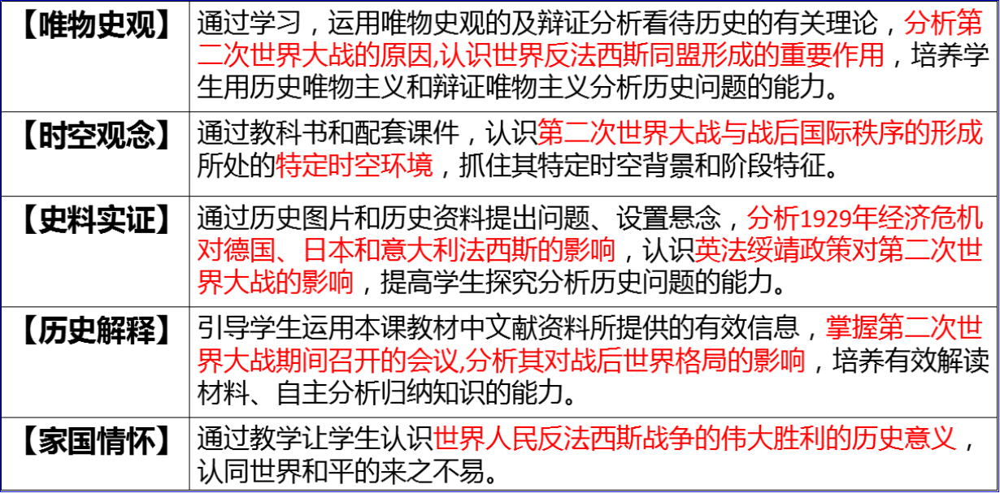 【唯物史观】 通过学习，运用唯物史观的及辩证分析看待历史的有关理论，分析第
二次世界大战的原因,认识世界反法西斯同盟形成的重要作用，培养学
生用历史唯物主义和辩证唯物主义分析历史问题的能力。
【时空观念】 通过教科书和配套课件，认识第二次世界大战与战后国际秩序的形成
所处的特定时空环境，抓住其特定时空背景和阶段特征。
【史料实证】 通过历史图片和历史资料提出问题、设置悬念，分析1929年经济危机
对德国、日本和意大利法西斯的影响，认识英法绥靖政策对第二次世
界大战的影响，提高学生探究分析历史问题的能力。
【历史解释】 引导学生运用本课教材中文献资料所提供的有效信息，掌握第二次世
界大战期间召开的会议,分析其对战后世界格局的影响，培养有效解读
材料、自主分析归纳知识的能力。
【家国情怀】 通过教学让学生认识世界人民反法西斯战争的伟大胜利的历史意义，
认同世界和平的来之不易。